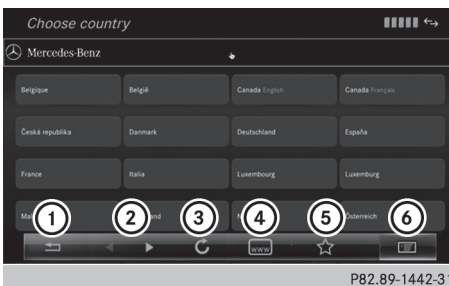 Choose country
Mercedes-Benz
Belgique België Canada English Canada Français
Česká republika Danmark Deutschland España
France Italia Luxembourg Luxemburg
Österreich
1 2 3 4 5 6
www
P82.89-1442-31